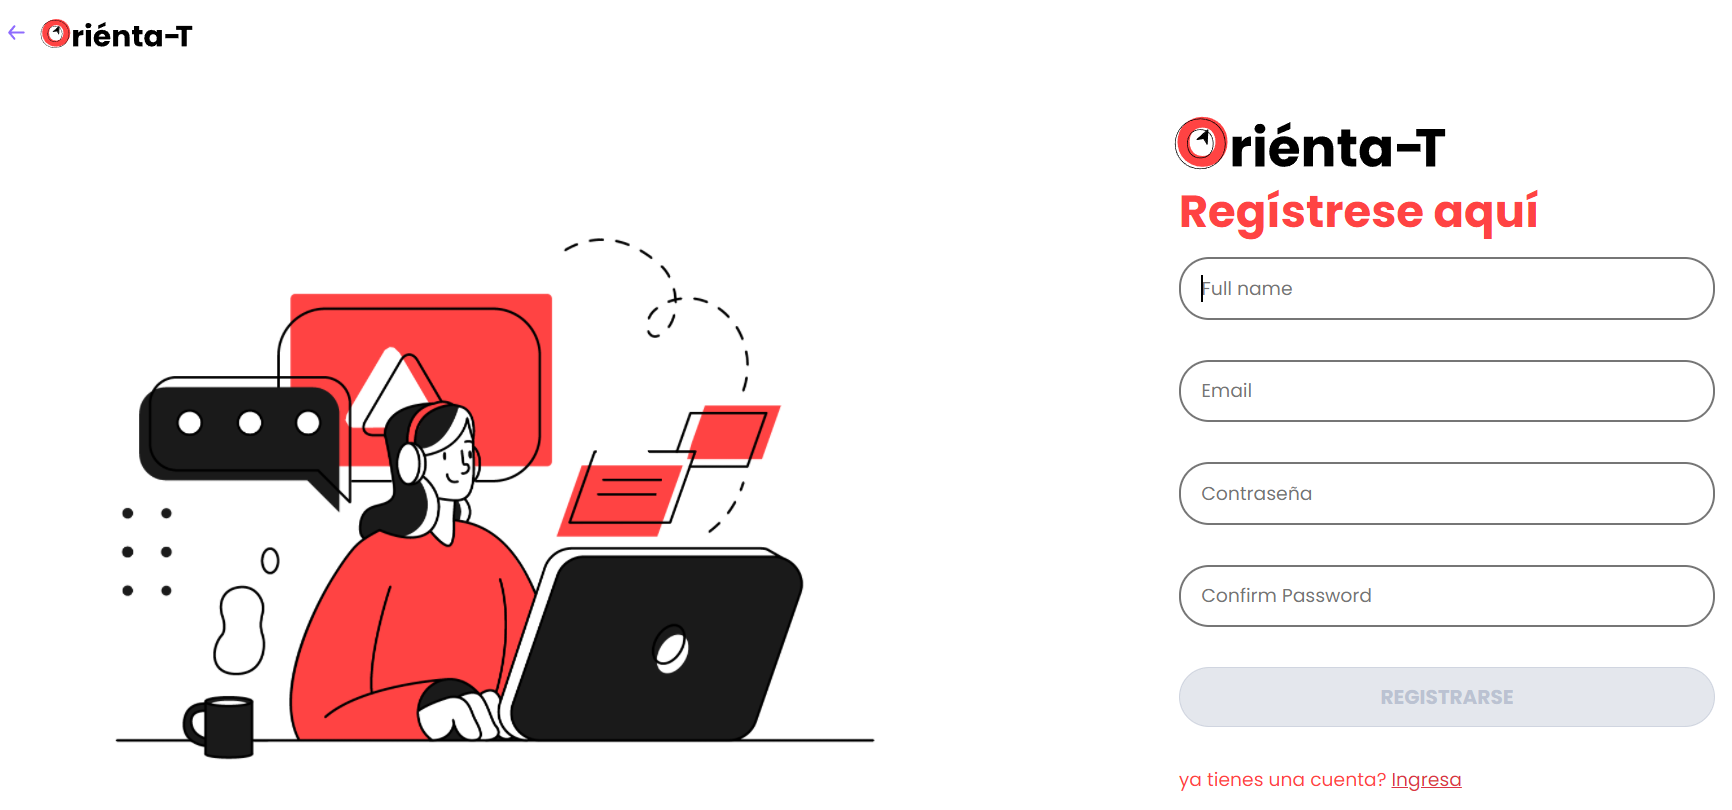 Oriénta-T
Oriénta-T
Regístrese aquí
Full name
Email
Contraseña
Confirm Password
REGISTRARSE
ya tienes una cuenta? Ingresa